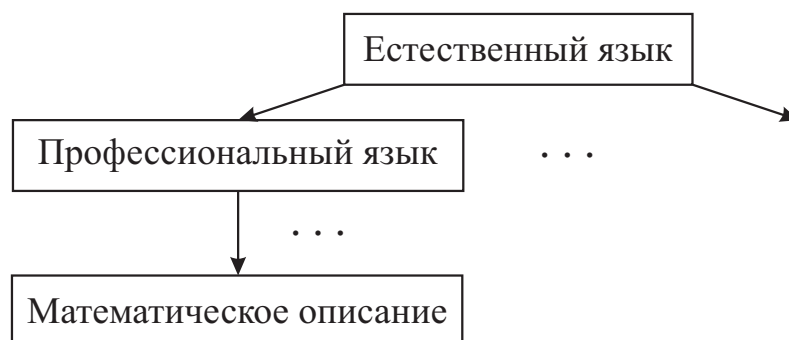 Естественный язык
Профессиональный язык
. . .
. . .
Математическое описание